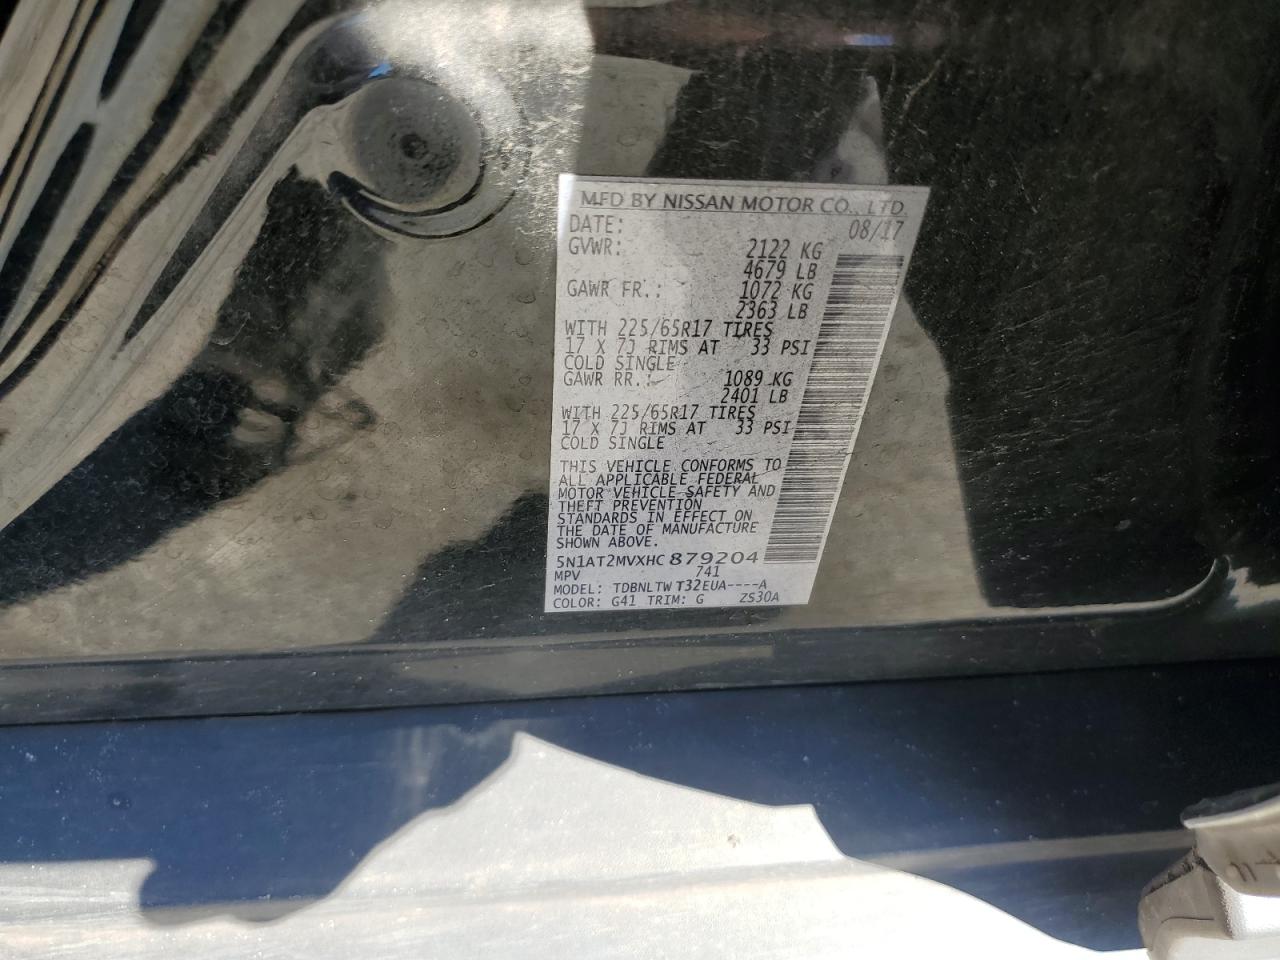 MFD BY NISSAN MOTOR CO., LTD.
DATE: 08/17
GVWR: 2122 KG
4679 LB
GAWR FR.: 1072 KG
2363 LB
WITH 225/65R17 TIRES
17 X 7J RIMS AT 33 PSI
COLD SINGLE
GAWR RR.: 1089 KG
2401 LB
WITH 225/65R17 TIRES
17 X 7J RIMS AT 33 PSI
COLD SINGLE
THIS VEHICLE CONFORMS TO
ALL APPLICABLE FEDERAL
MOTOR VEHICLE SAFETY AND
THEFT PREVENTION
STANDARDS IN EFFECT ON
THE DATE OF MANUFACTURE
SHOWN ABOVE.
5N1AT2MVXHC879204
MPV 741
MODEL: TDBNLTW T32EUA----A
COLOR: G41 TRIM: G ZS30A